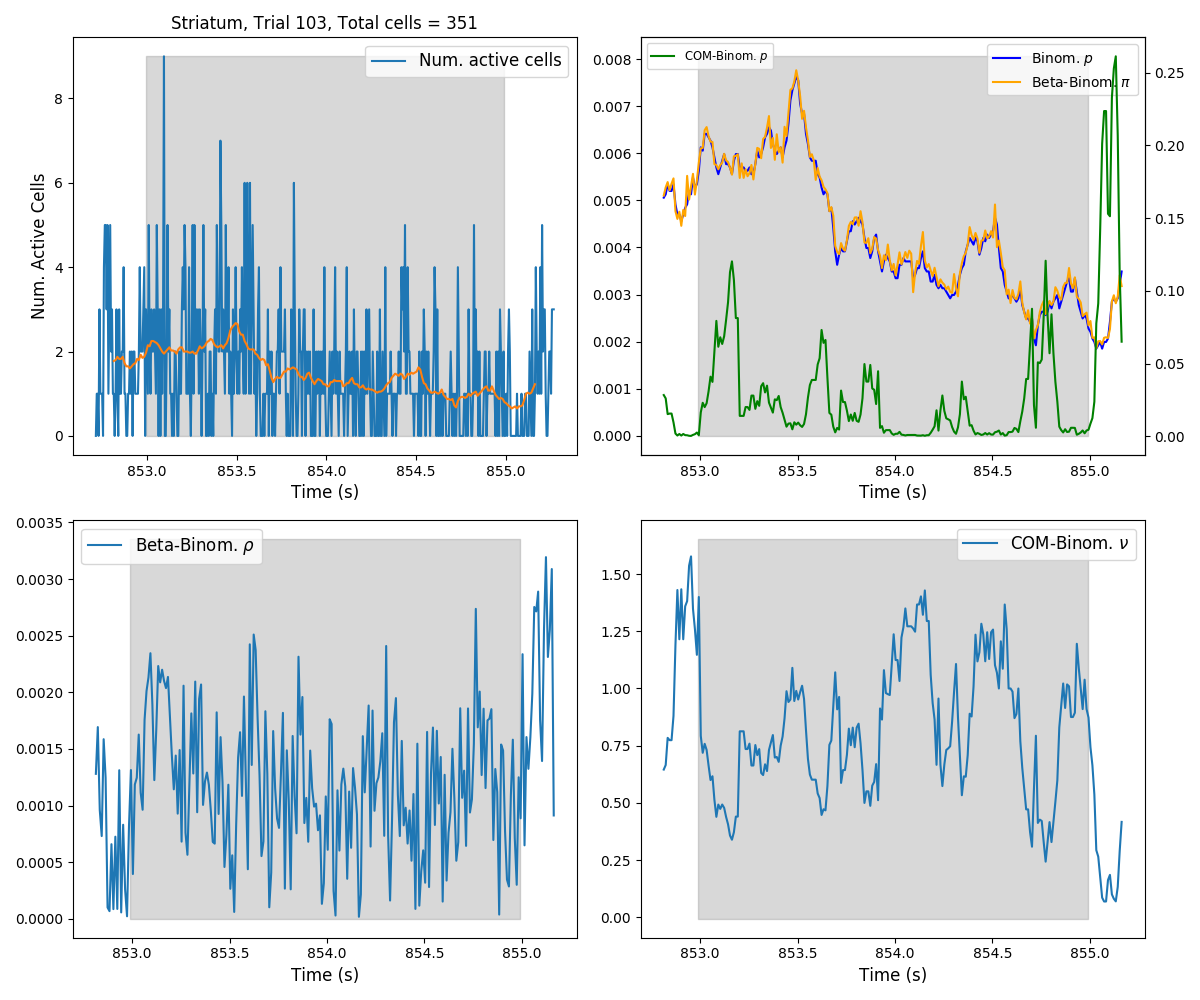 Striatum, Trial 103, Total cells = 351
Num. active cells
8
6
4
2
0
Num. Active Cells
853.0 853.5 854.0 854.5 855.0
Time (s)
COM-Binom. p
Binom. p
Beta-Binom. π
0.008
0.007
0.006
0.005
0.004
0.003
0.002
0.001
0.000
0.25
0.20
0.15
0.10
0.05
0.00
853.0 853.5 854.0 854.5 855.0
Time (s)
Beta-Binom. ρ
0.0035
0.0030
0.0025
0.0020
0.0015
0.0010
0.0005
0.0000
853.0 853.5 854.0 854.5 855.0
Time (s)
COM-Binom. ν
1.50
1.25
1.00
0.75
0.50
0.25
0.00
853.0 853.5 854.0 854.5 855.0
Time (s)